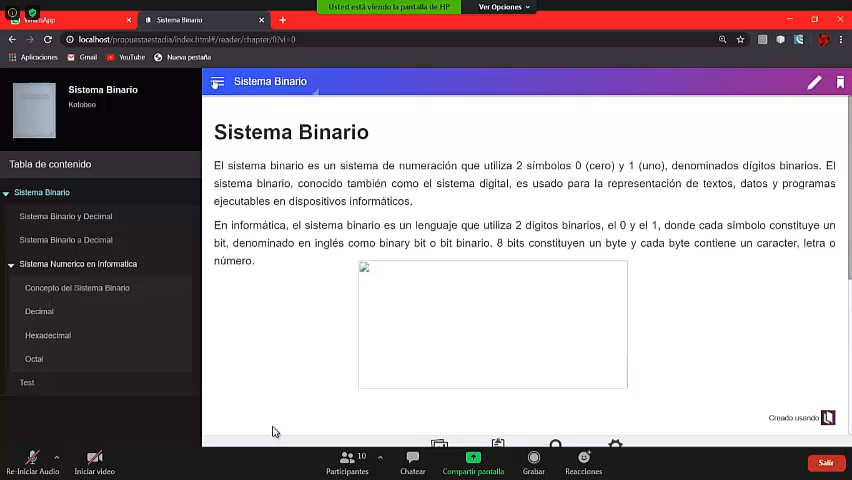 Usted está viendo la pantalla de HP
Ver Opciones
WhatsApp
Sistema Binario
localhost/propuestaestadia/index.html#/reader/chapter/0?vi=0
Aplicaciones
Gmail
YouTube
Nueva pestaña
Sistema Binario
Kotobee
Sistema Binario
Tabla de contenido
Sistema Binario
Sistema Binario y Decimal
Sistema Binario a Decimal
Sistema Numerico en Informatica
Concepto del Sistema Binario
Decimal
Hexadecimal
Octal
Test
Sistema Binario
El sistema binario es un sistema de numeración que utiliza 2 símbolos 0 (cero) y 1 (uno), denominados dígitos binarios. El
sistema binario, conocido también como el sistema digital, es usado para la representación de textos, datos y programas
ejecutables en dispositivos informáticos.
En informática, el sistema binario es un lenguaje que utiliza 2 dígitos binarios, el 0 y el 1, donde cada símbolo constituye un
bit, denominado en inglés como binary bit o bit binario. 8 bits constituyen un byte y cada byte contiene un caracter, letra o
número.
Creado usando
Re-Iniciar Audio
Iniciar video
10
Participantes
Chatear
Compartir pantalla
Grabar
Reacciones
Salir